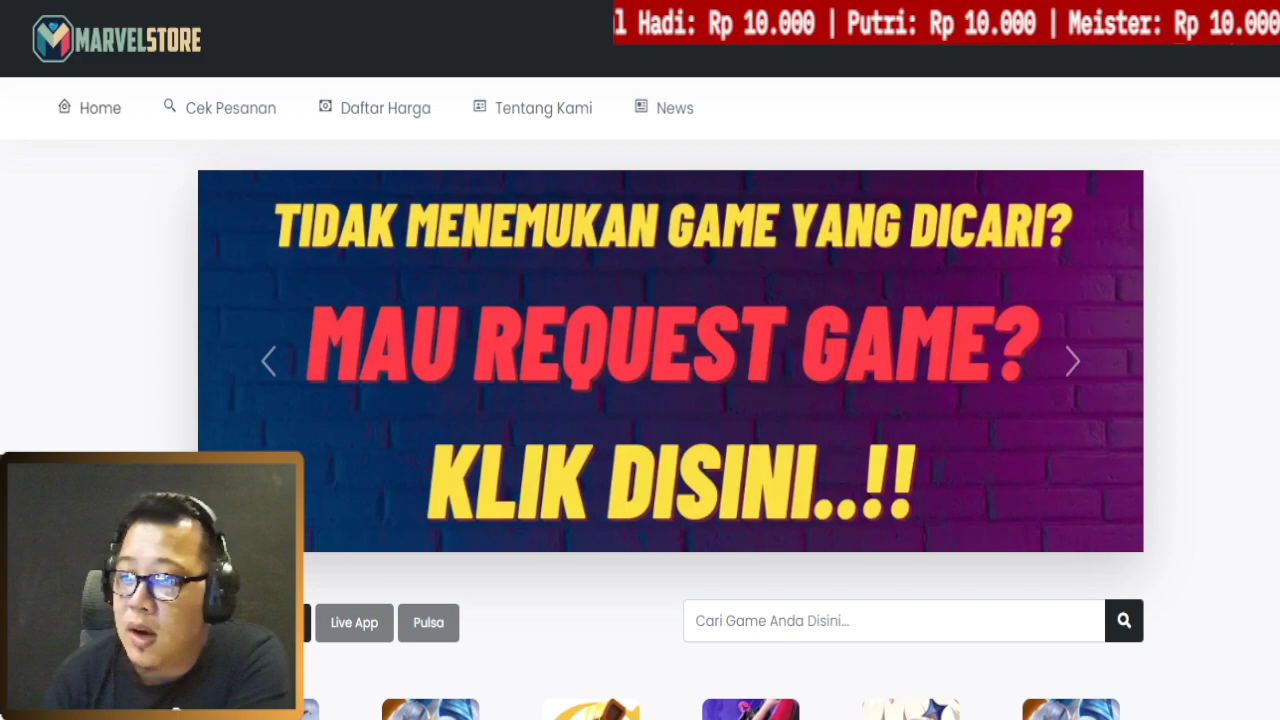 MARVELSTORE
Hadi: Rp 10.000 | Putri: Rp 10.000 | Meister: Rp 10.000
Home Cek Pesanan Daftar Harga Tentang Kami News
TIDAK MENEMUKAN GAME YANG DICARI?
MAU REQUEST GAME?
KLIK DISINI..!!
Live App Pulsa Cari Game Anda Disini...